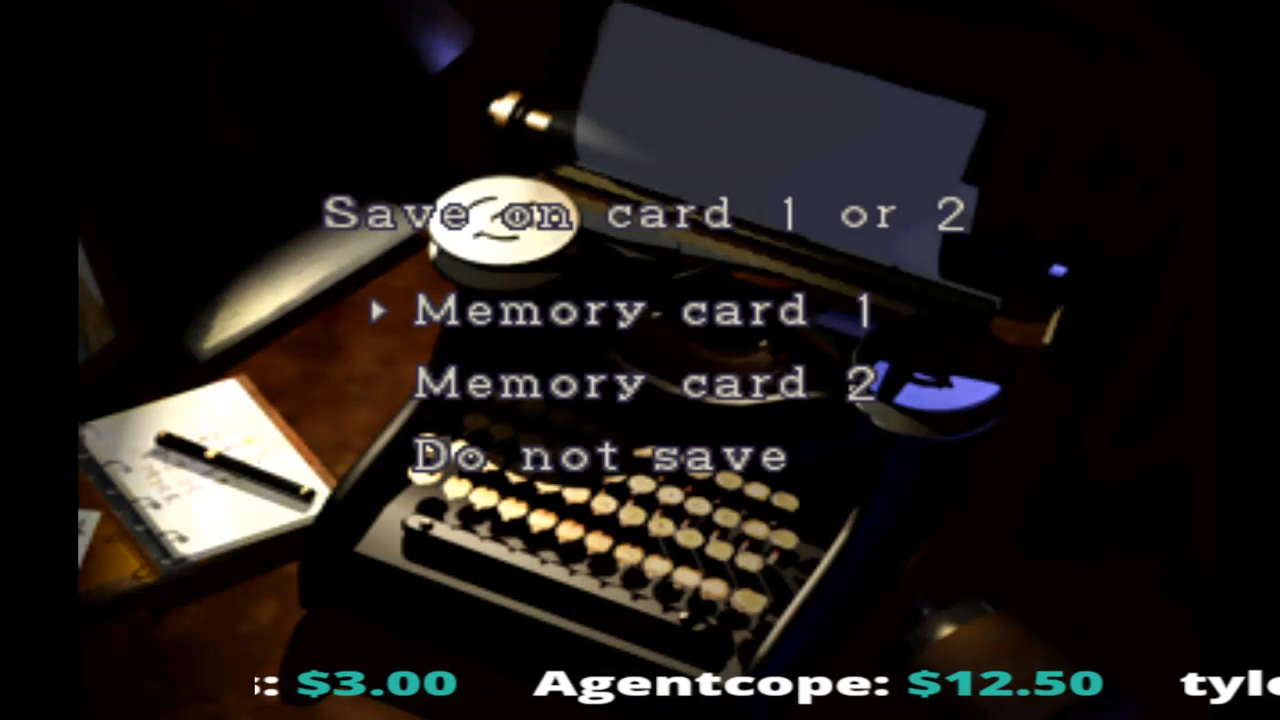 Save on card 1 or 2
Memory card 1
Memory card 2
Do not save
$3.00 Agentcope: $12.50